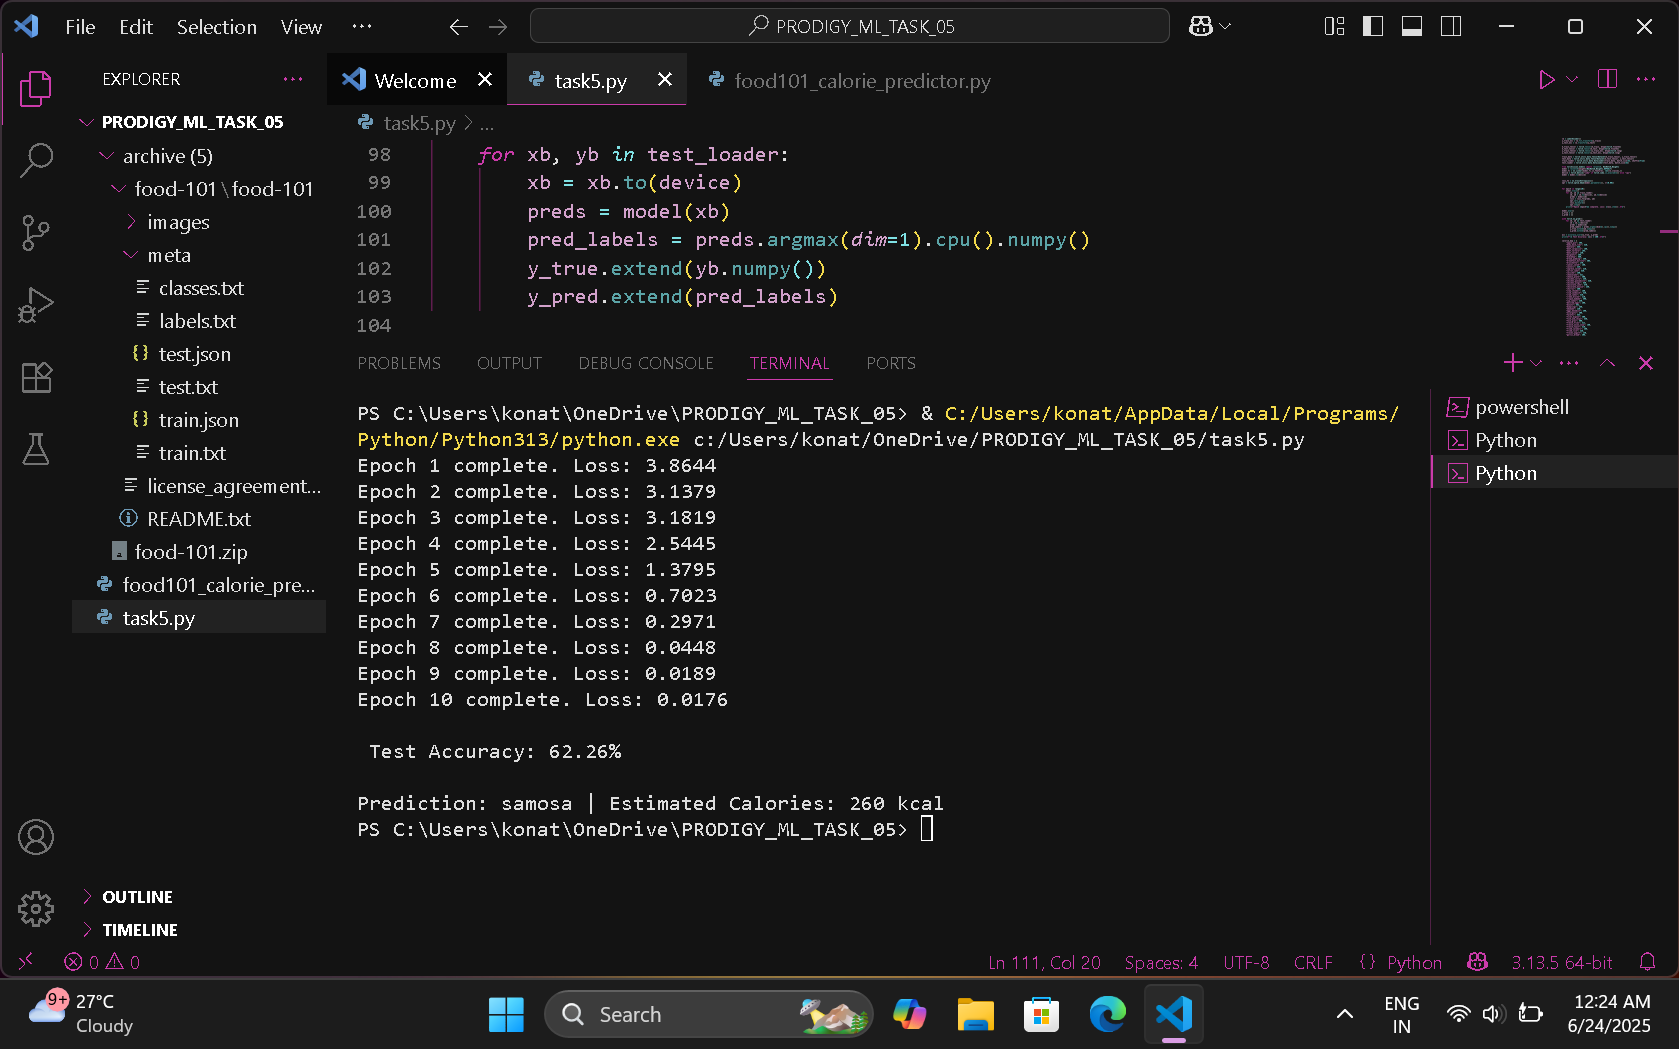 File Edit Selection View ...
PRODIGY_ML_TASK_05
EXPLORER ...
PRODIGY_ML_TASK_05
archive (5)
food-101\food-101
images
meta
classes.txt
labels.txt
test.json
test.txt
train.json
train.txt
license_agreement...
README.txt
food-101.zip
food101_calorie_pre...
task5.py
OUTLINE
TIMELINE
Welcome
task5.py
food101_calorie_predictor.py
task5.py > ...
98 for xb, yb in test_loader:
99 xb = xb.to(device)
100 preds = model(xb)
101 pred_labels = preds.argmax(dim=1).cpu().numpy()
102 y_true.extend(yb.numpy())
103 y_pred.extend(pred_labels)
104
PROBLEMS OUTPUT DEBUG CONSOLE TERMINAL PORTS
PS C:\Users\konat\OneDrive\PRODIGY_ML_TASK_05> & C:/Users/konat/AppData/Local/Programs/
Python/Python313/python.exe c:/Users/konat/OneDrive/PRODIGY_ML_TASK_05/task5.py
Epoch 1 complete. Loss: 3.8644
Epoch 2 complete. Loss: 3.1379
Epoch 3 complete. Loss: 3.1819
Epoch 4 complete. Loss: 2.5445
Epoch 5 complete. Loss: 1.3795
Epoch 6 complete. Loss: 0.7023
Epoch 7 complete. Loss: 0.2971
Epoch 8 complete. Loss: 0.0448
Epoch 9 complete. Loss: 0.0189
Epoch 10 complete. Loss: 0.0176
Test Accuracy: 62.26%
Prediction: samosa | Estimated Calories: 260 kcal
PS C:\Users\konat\OneDrive\PRODIGY_ML_TASK_05>
powershell
Python
Python
0 0
Ln 111, Col 20 Spaces: 4 UTF-8 CRLF {} Python 3.13.5 64-bit
9+ 27°C
Cloudy
Search
ENG
IN
12:24 AM
6/24/2025